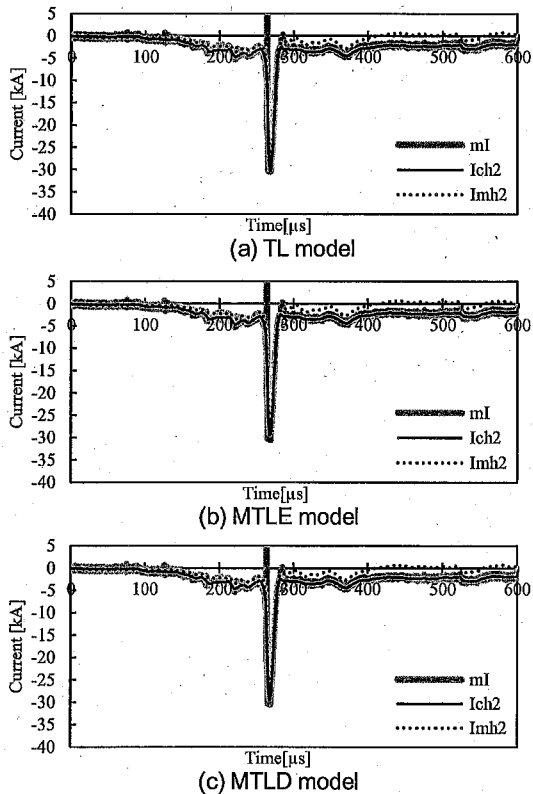 5
0
-5
-10
-15
-20
-25
-30
-35
-40
Current [kA]
0 100 200 300 400 500 600
mI
Ich2
Imh2
Time[µs]
(a) TL model
5
0
-5
-10
-15
-20
-25
-30
-35
-40
Current [kA]
0 100 200 300 400 500 600
mI
Ich2
Imh2
Time[µs]
(b) MTLE model
5
0
-5
-10
-15
-20
-25
-30
-35
-40
Current [kA]
0 100 200 300 400 500 600
mI
Ich2
Imh2
Time[µs]
(c) MTLD model